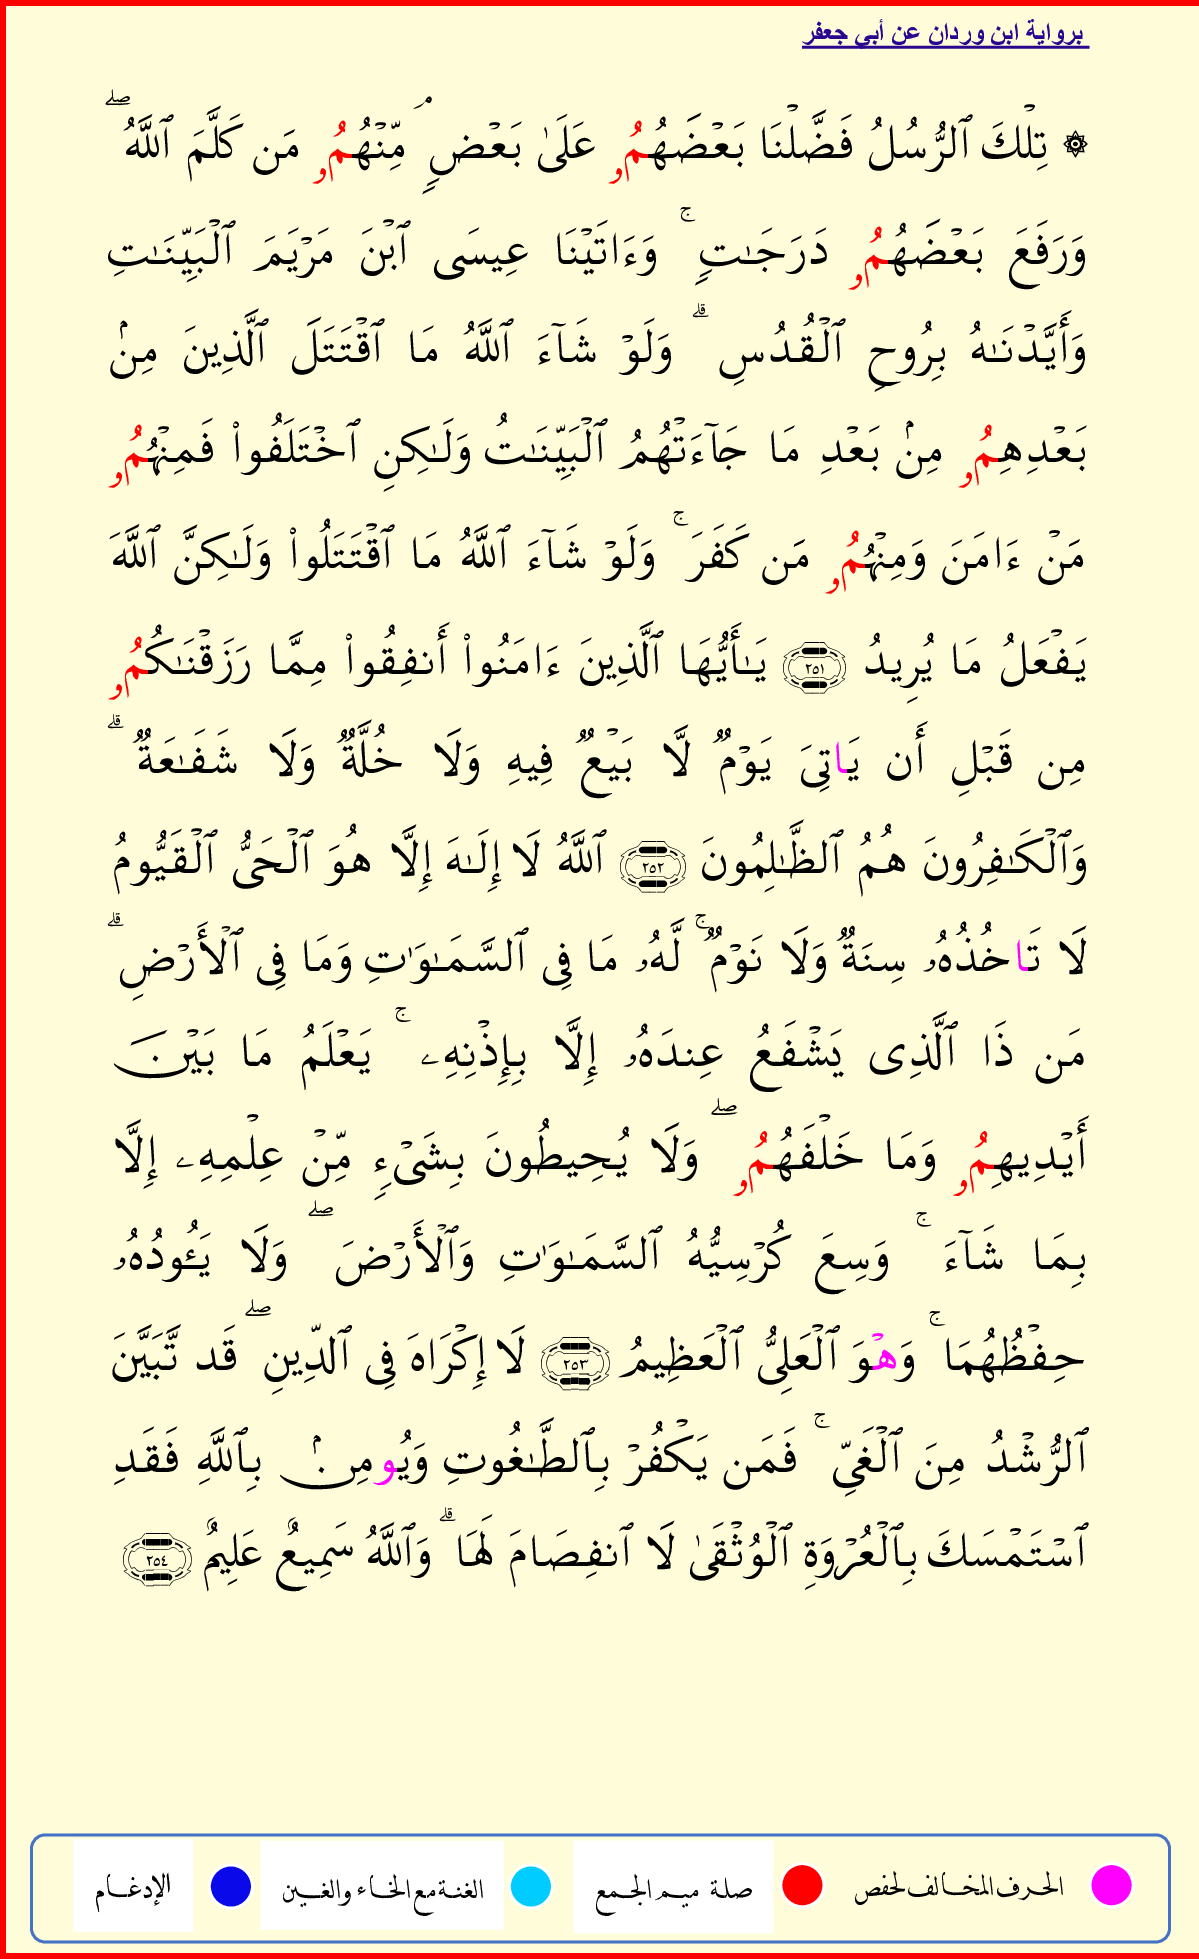 برواية ابن وردان عن أبي جعفر
۞ تِلْكَ ٱلرُّسُلُ فَضَّلْنَا بَعْضَهُمُۥ عَلَىٰ بَعْضٍۢ ۘ مِّنْهُمُۥ مَن كَلَّمَ ٱللَّهُ ۖ
وَرَفَعَ بَعْضَهُمُۥ دَرَجَـٰتٍۢ ۚ وَءَاتَيْنَا عِيسَى ٱبْنَ مَرْيَمَ ٱلْبَيِّنَـٰتِ
وَأَيَّدْنَـٰهُ بِرُوحِ ٱلْقُدُسِ ۗ وَلَوْ شَآءَ ٱللَّهُ مَا ٱقْتَتَلَ ٱلَّذِينَ مِنۢ
بَعْدِهِمُۥ مِنۢ بَعْدِ مَا جَآءَتْهُمُ ٱلْبَيِّنَـٰتُ وَلَـٰكِنِ ٱخْتَلَفُوا۟ فَمِنْهُمُۥ
مَنْ ءَامَنَ وَمِنْهُمُۥ مَن كَفَرَ ۚ وَلَوْ شَآءَ ٱللَّهُ مَا ٱقْتَتَلُوا۟ وَلَـٰكِنَّ ٱللَّهَ
يَفْعَلُ مَا يُرِيدُ ٢٥١ يَـٰأَيُّهَا ٱلَّذِينَ ءَامَنُوا۟ أَنفِقُوا۟ مِمَّا رَزَقْنَـٰكُمُۥ
مِن قَبْلِ أَن يَاتِىَ يَوْمٌۭ لَّا بَيْعٌۭ فِيهِ وَلَا خُلَّةٌۭ وَلَا شَفَـٰعَةٌۭ ۗ
وَٱلْكَـٰفِرُونَ هُمُ ٱلظَّـٰلِمُونَ ٢٥٢ ٱللَّهُ لَا إِلَـٰهَ إِلَّا هُوَ ٱلْحَىُّ ٱلْقَيُّومُ
لَا تَاخُذُهُۥ سِنَةٌۭ وَلَا نَوْمٌۭ ۚ لَّهُۥ مَا فِى ٱلسَّمَـٰوَٰتِ وَمَا فِى ٱلْأَرْضِ ۗ
مَن ذَا ٱلَّذِى يَشْفَعُ عِندَهُۥ إِلَّا بِإِذْنِهِۦ ۚ يَعْلَمُ مَا بَيْنَ
أَيْدِيهِمُۥ وَمَا خَلْفَهُمُۥ ۖ وَلَا يُحِيطُونَ بِشَىْءٍۢ مِّنْ عِلْمِهِۦ إِلَّا
بِمَا شَآءَ ۚ وَسِعَ كُرْسِيُّهُ ٱلسَّمَـٰوَٰتِ وَٱلْأَرْضَ ۖ وَلَا يَـُٔودُهُۥ
حِفْظُهُمَا ۚ وَهْوَ ٱلْعَلِىُّ ٱلْعَظِيمُ ٢٥٣ لَا إِكْرَاهَ فِى ٱلدِّينِ ۖ قَد تَّبَيَّنَ
ٱلرُّشْدُ مِنَ ٱلْغَىِّ ۚ فَمَن يَكْفُرْ بِٱلطَّـٰغُوتِ وَيُومِنۢ بِٱللَّهِ فَقَدِ
ٱسْتَمْسَكَ بِٱلْعُرْوَةِ ٱلْوُثْقَىٰ لَا ٱنفِصَامَ لَهَا ۗ وَٱللَّهُ سَمِيعٌ عَلِيمٌ ٢٥٤
الحرف المخالف لحفص صلة ميم الجمع الغنة مع الخاء والغين الإدغام